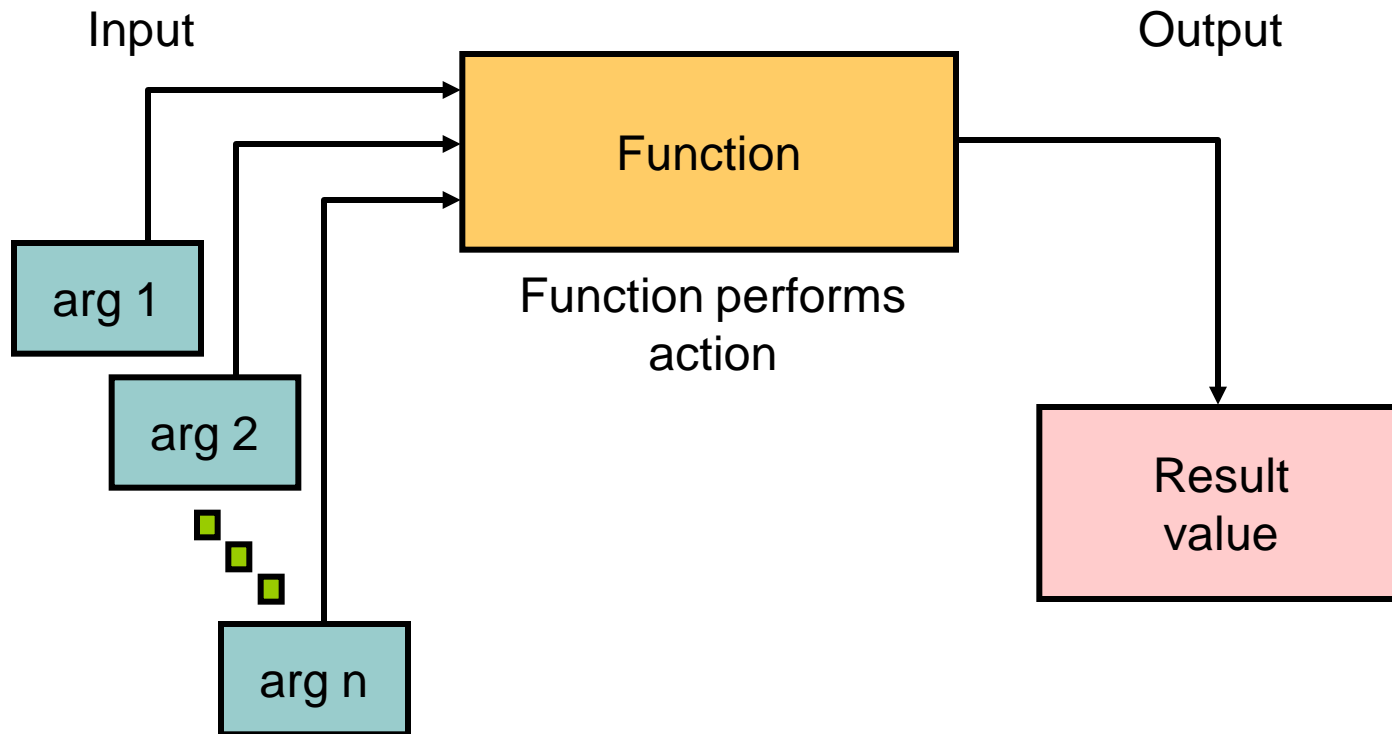 Input
Output
Function
arg 1
Function performs
action
arg 2
Result
value
arg n